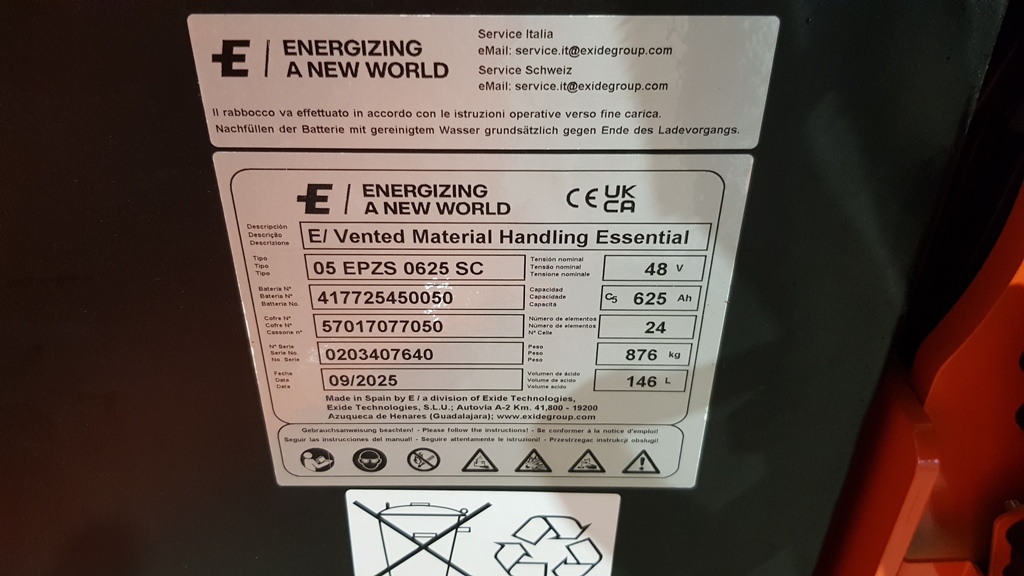 E | ENERGIZING
A NEW WORLD
Service Italia
eMail: service.it@exidegroup.com
Service Schweiz
eMail: service.it@exidegroup.com
Il rabbocco va effettuato in accordo con le istruzioni operative verso fine carica.
Nachfüllen der Batterie mit gereinigtem Wasser grundsätzlich gegen Ende des Ladevorgangs.
E | ENERGIZING
A NEW WORLD
CE UK
CA
Descripción
Descrição
Descrizione
E/ Vented Material Handling Essential
Tipo
Tipo
Tipo
05 EPZS 0625 SC
Tensión nominal
Tensão nominal
Tensione nominale
48 V
Batería Nº
Bateria Nº
Batteria No.
417725450050
Capacidad
Capacidade
Capacità
C5 625 Ah
Cofre Nº
Cofre Nº
Cassone nº
57017077050
Número de elementos
Número de elementos
Nº Celle
24
Nº Serie
Serie No.
No. Serie
0203407640
Peso
Peso
Peso
876 kg
Fecha
Data
Data
09/2025
Volumen de ácido
Volume de acido
Volume acido
146 L
Made in Spain by E / a division of Exide Technologies,
Exide Technologies, S.L.U.; Autovia A-2 Km. 41,800 - 19200
Azuqueca de Henares (Guadalajara); www.exidegroup.com
Gebrauchsanweisung beachten! - Please follow the instructions! - Se conformer à la notice d'emploi!
Seguir las instrucciones del manual! - Seguire attentamente le istruzioni! - Przestrzegac instrukcji obslugi!